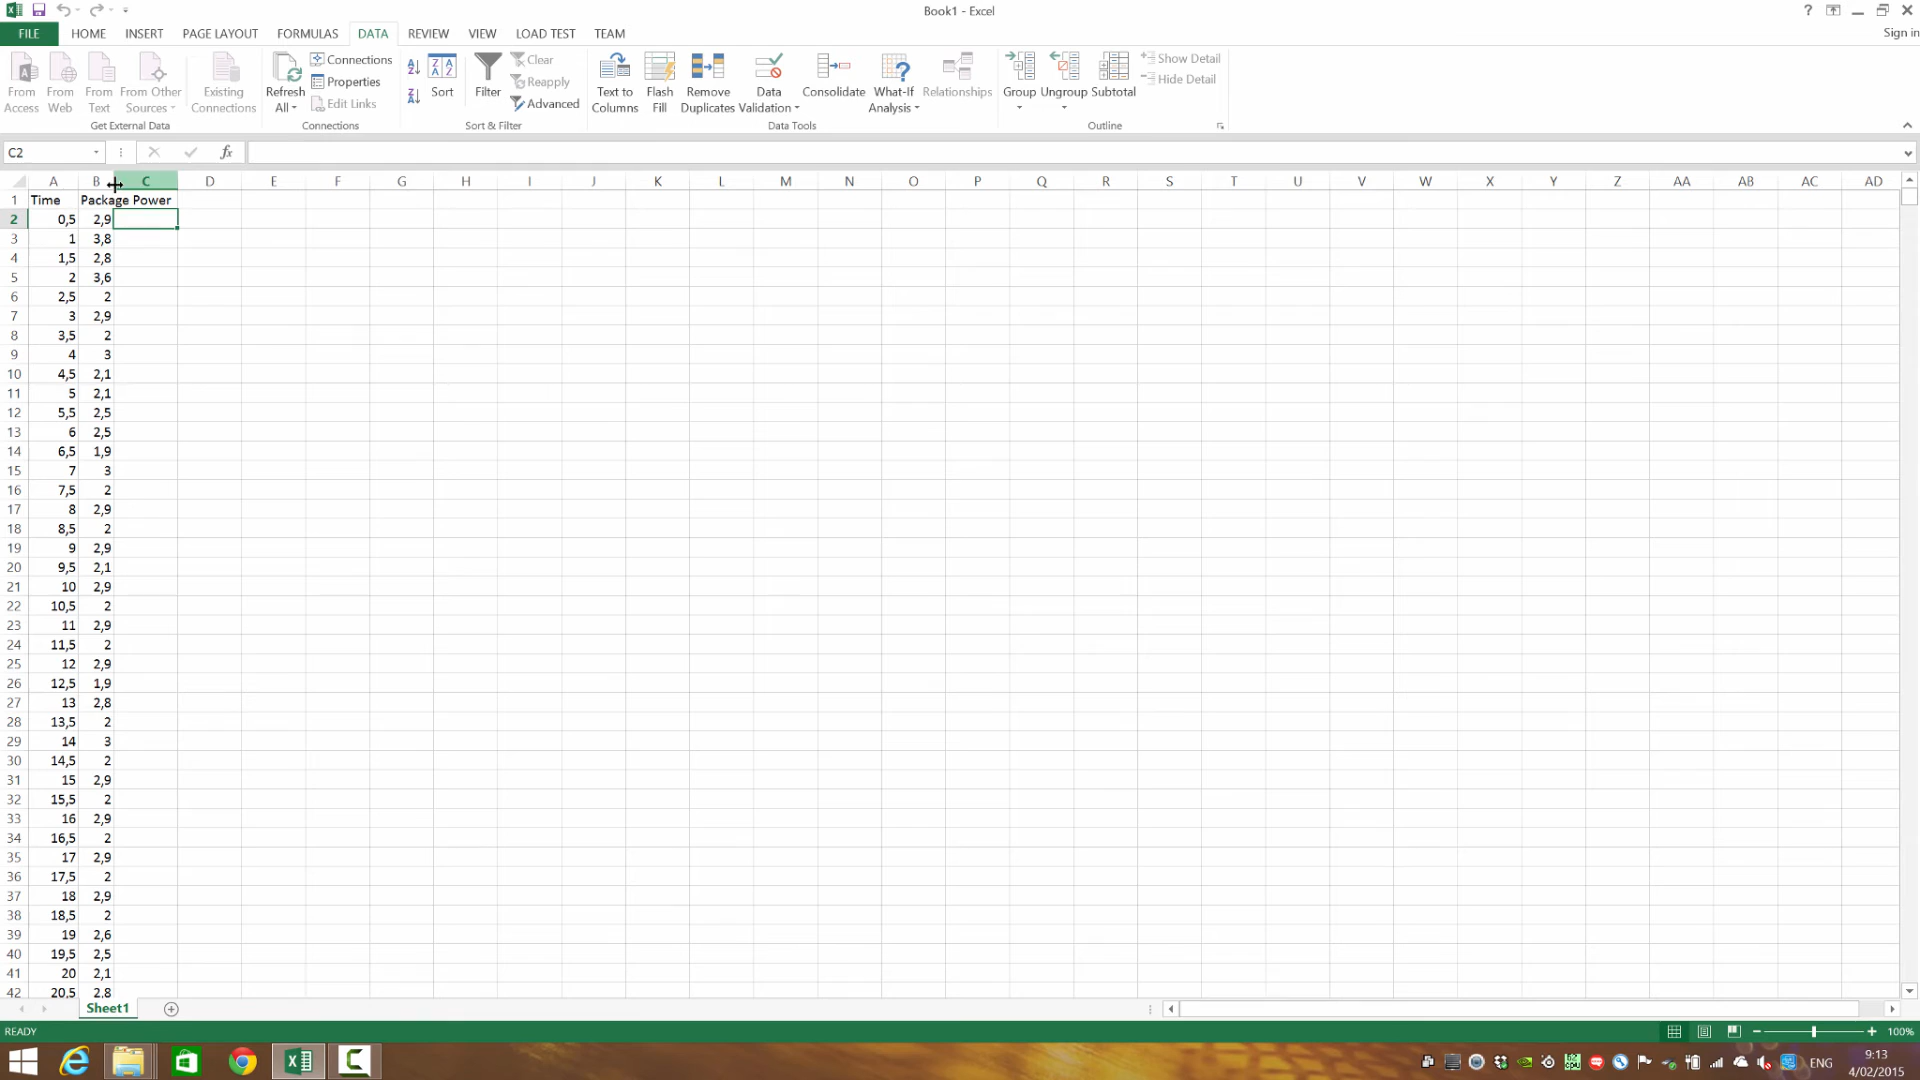 Book1 - Excel
?
Sign in
FILE HOME INSERT PAGE LAYOUT FORMULAS DATA REVIEW VIEW LOAD TEST TEAM
From Access
From Web
From Text
From Other Sources
Existing Connections
Get External Data
Refresh All
Connections
Properties
Edit Links
Connections
Sort
Filter
Clear
Reapply
Advanced
Sort & Filter
Text to Columns
Flash Fill
Remove Duplicates
Data Validation
Consolidate
What-If Analysis
Relationships
Data Tools
Group
Ungroup
Subtotal
Show Detail
Hide Detail
Outline
C2
fx
A B C D E F G H I J K L M N O P Q R S T U V W X Y Z AA AB AC AD
1 Time Package Power
2 0,5 2,9
3 1 3,8
4 1,5 2,8
5 2 3,6
6 2,5 2
7 3 2,9
8 3,5 2
9 4 3
10 4,5 2,1
11 5 2,1
12 5,5 2,5
13 6 2,5
14 6,5 1,9
15 7 3
16 7,5 2
17 8 2,9
18 8,5 2
19 9 2,9
20 9,5 2,1
21 10 2,9
22 10,5 2
23 11 2,9
24 11,5 2
25 12 2,9
26 12,5 1,9
27 13 2,8
28 13,5 2
29 14 3
30 14,5 2
31 15 2,9
32 15,5 2
33 16 2,9
34 16,5 2
35 17 2,9
36 17,5 2
37 18 2,9
38 18,5 2
39 19 2,6
40 19,5 2,5
41 20 2,1
42 20,5 2,8
Sheet1
READY
100%
ENG
9:13
4/02/2015